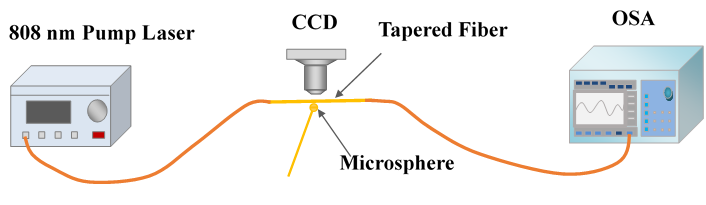 808 nm Pump Laser
CCD
Tapered Fiber
OSA
Microsphere